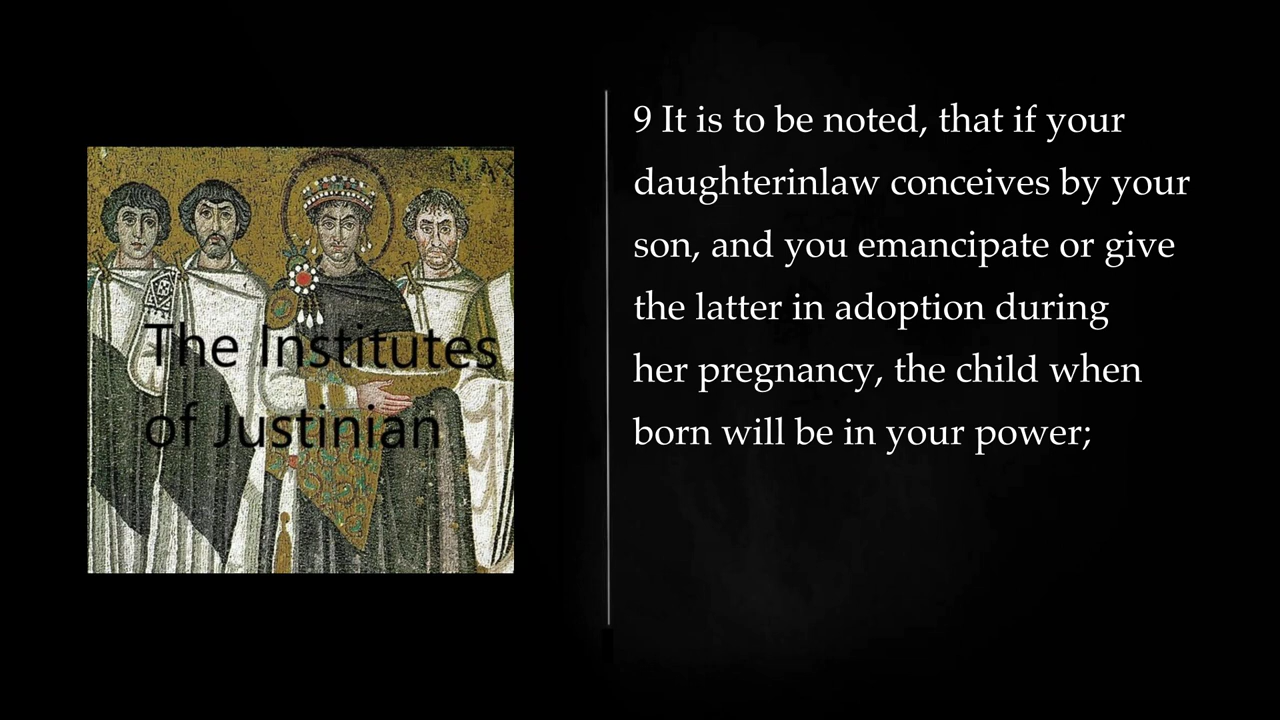 MAX
The Institutes
of Justinian
9 It is to be noted, that if your
daughterinlaw conceives by your
son, and you emancipate or give
the latter in adoption during
her pregnancy, the child when
born will be in your power;